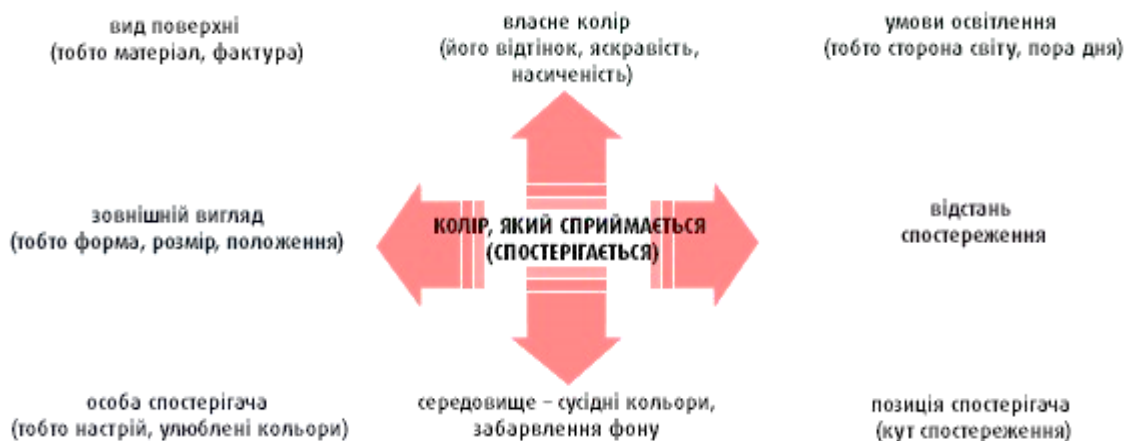 вид поверхні
(тобто матеріал, фактура)
власне колір
(його відтінок, яскравість,
насиченість)
умови освітлення
(тобто сторона світу, пора дня)
зовнішній вигляд
(тобто форма, розмір, положення)
КОЛІР, ЯКИЙ СПРИЙМАЄТЬСЯ
(СПОСТЕРІГАЄТЬСЯ)
відстань
спостереження
особа спостерігача
(тобто настрій, улюблені кольори)
середовище – сусідні кольори,
забарвлення фону
позиція спостерігача
(кут спостереження)